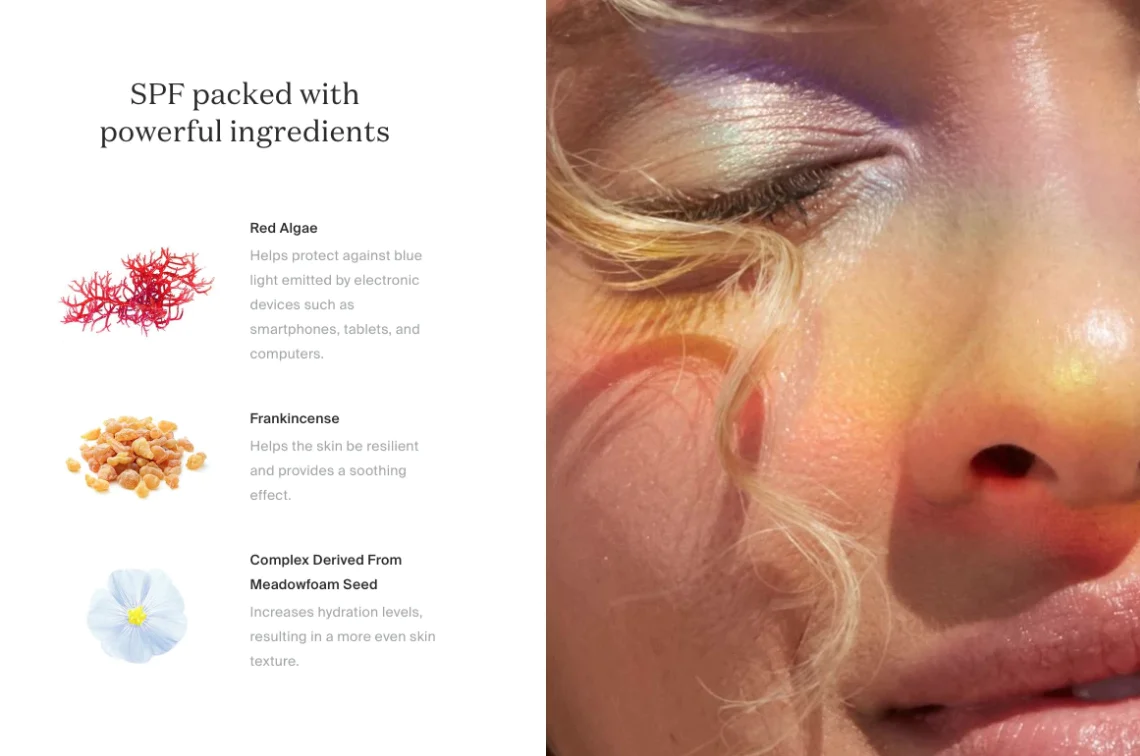 SPF packed with
powerful ingredients
Red Algae
Helps protect against blue
light emitted by electronic
devices such as
smartphones, tablets, and
computers.
Frankincense
Helps the skin be resilient
and provides a soothing
effect.
Complex Derived From
Meadowfoam Seed
Increases hydration levels,
resulting in a more even skin
texture.